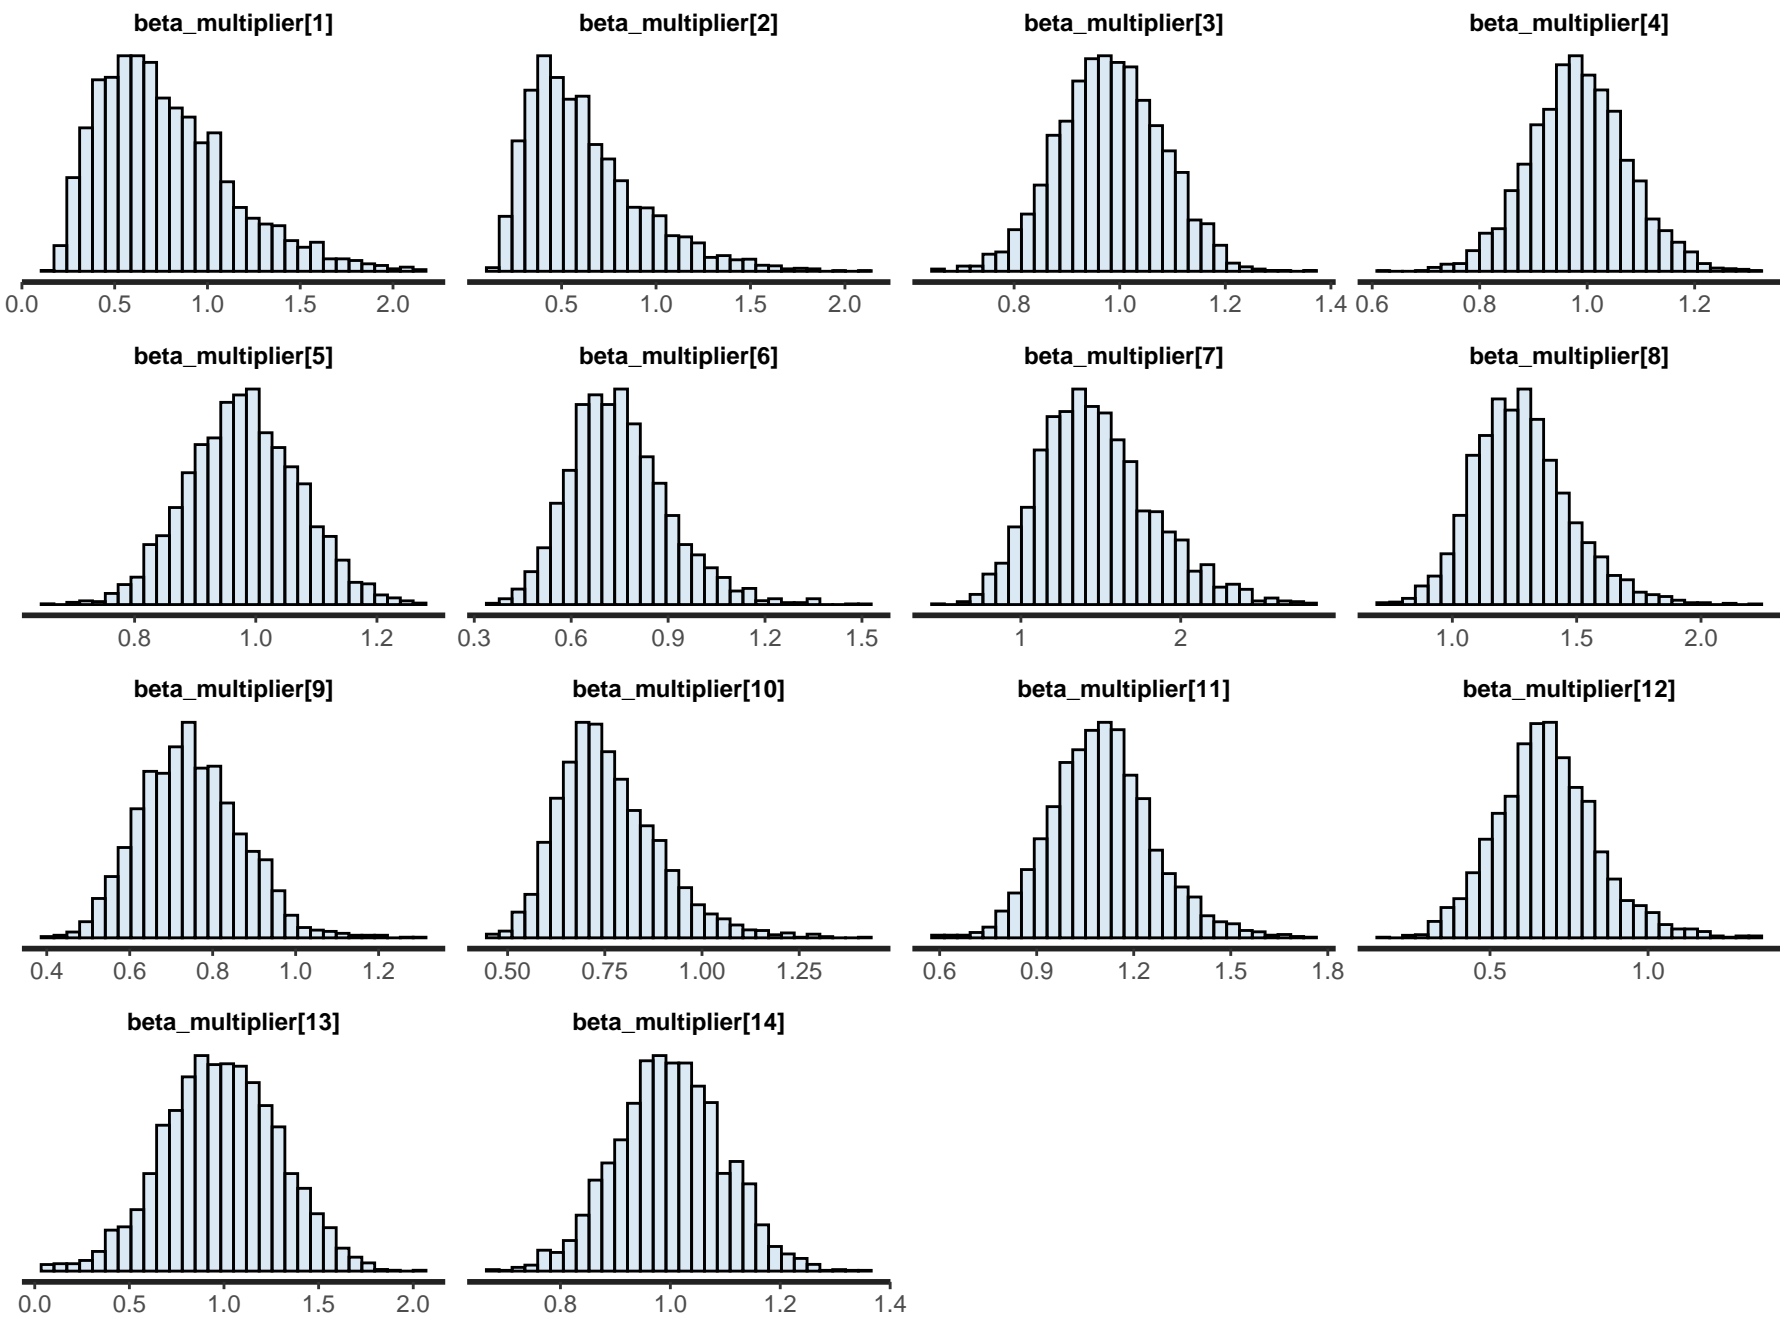 beta_multiplier[1] beta_multiplier[2] beta_multiplier[3] beta_multiplier[4]
0.0 0.5 1.0 1.5 2.0 0.5 1.0 1.5 2.0 0.8 1.0 1.2 1.4 0.6 0.8 1.0 1.2
beta_multiplier[5] beta_multiplier[6] beta_multiplier[7] beta_multiplier[8]
0.8 1.0 1.2 0.3 0.6 0.9 1.2 1.5 1 2 1.0 1.5 2.0
beta_multiplier[9] beta_multiplier[10] beta_multiplier[11] beta_multiplier[12]
0.4 0.6 0.8 1.0 1.2 0.50 0.75 1.00 1.25 0.6 0.9 1.2 1.5 1.8 0.5 1.0
beta_multiplier[13] beta_multiplier[14]
0.0 0.5 1.0 1.5 2.0 0.8 1.0 1.2 1.4